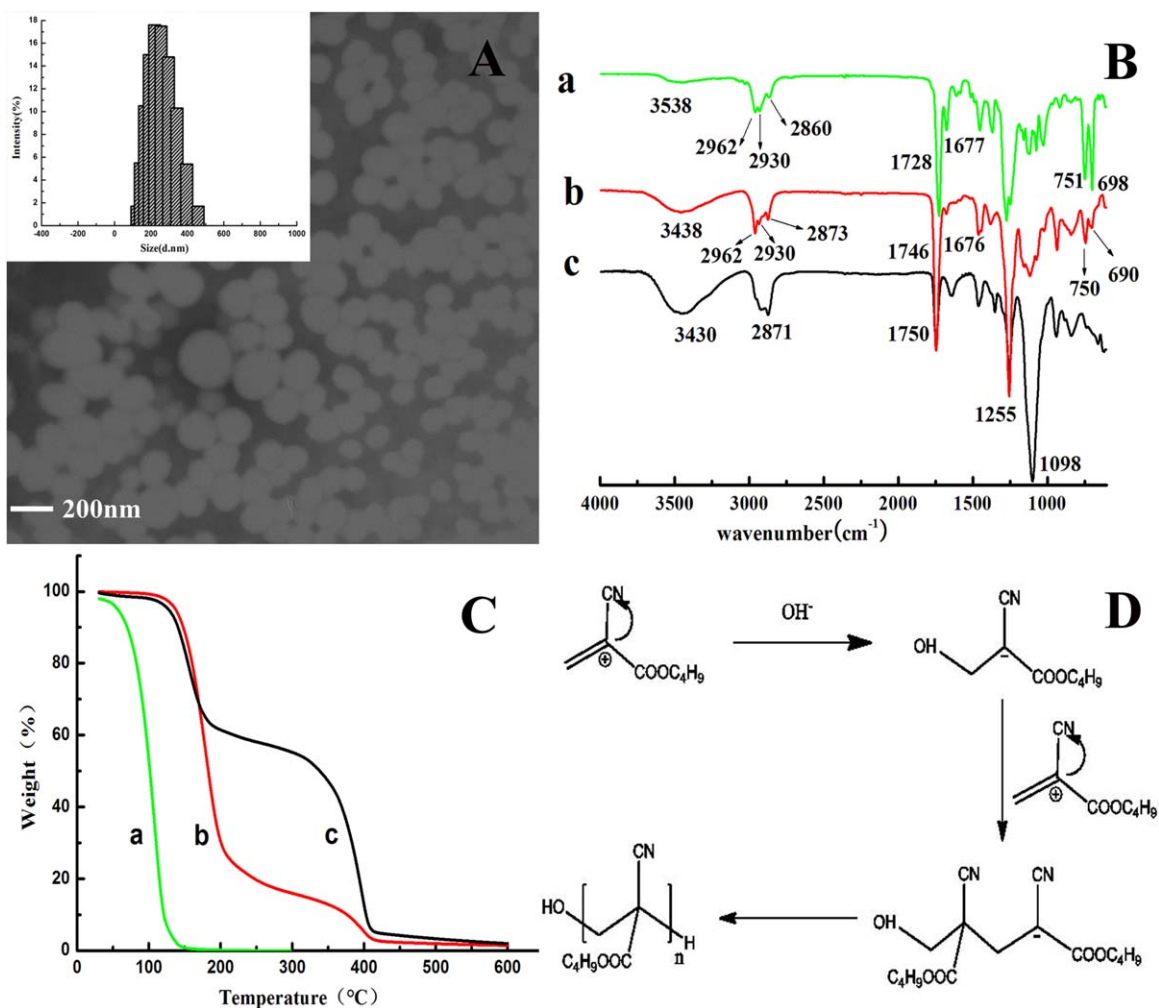 A
Intensity(%)
18
16
14
12
10
8
6
4
2
0
-400 -200 0 200 400 600 800 1000
Size(d.nm)
200nm
B
a
3538
2962
2930
2860
1728
1677
751
698
b
3438
2962
2930
2873
1746
1676
750
690
c
3430
2871
1750
1255
1098
4000 3500 3000 2500 2000 1500 1000
wavenumber(cm-1)
C
Weight (%)
100
80
60
40
20
0
a
b
c
0 100 200 300 400 500 600
Temperature (℃)
D
CN
COOC4H9
OH-
CN
OH
COOC4H9
CN
COOC4H9
CN
HO
C4H9OOC
H
n
CN
CN
OH
C4H9OOC
COOC4H9